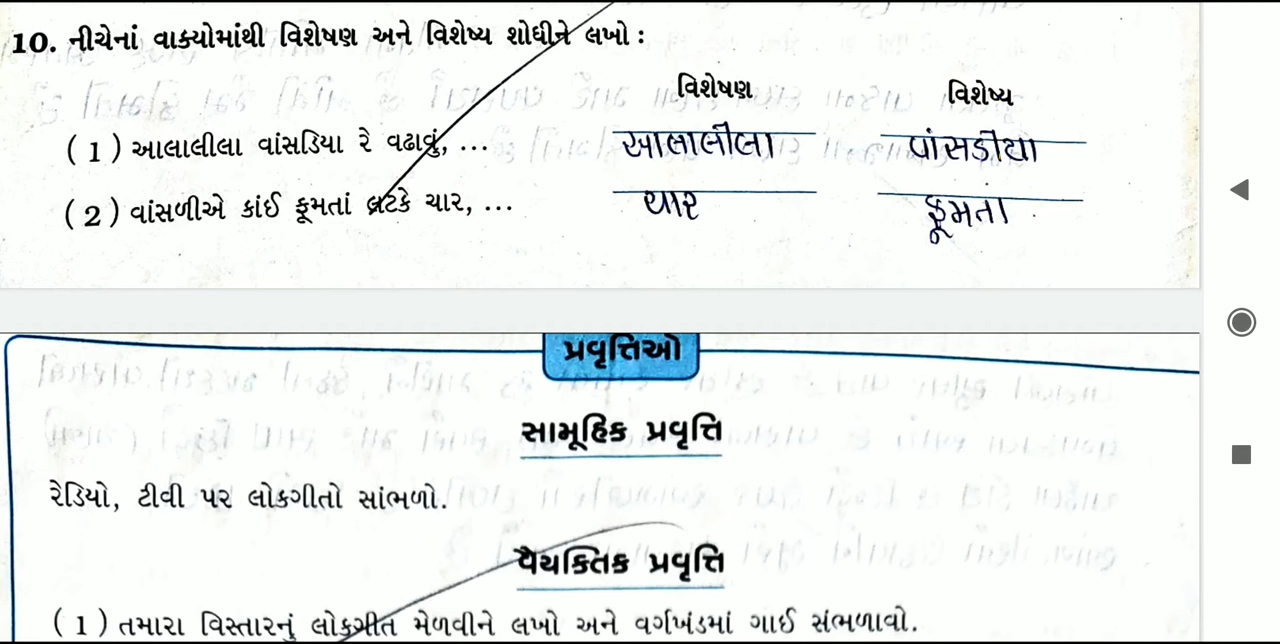 10. નીચેનાં વાક્યોમાંથી વિશેષણ અને વિશેષ્ય શોધીને લખો :
વિશેષણ વિશેષ્ય
(1) આલાલીલા વાંસડિયા રે વઢાવું, ... આલાલીલા વાંસડીયા
(2) વાંસળીએ કાંઈ ફૂમતાં લટકે ચાર, ... ચાર ફૂમતા
પ્રવૃત્તિઓ
સામૂહિક પ્રવૃત્તિ
રેડિયો, ટીવી પર લોકગીતો સાંભળો.
વૈયક્તિક પ્રવૃત્તિ
(1) તમારા વિસ્તારનું લોકગીત મેળવીને લખો અને વર્ગખંડમાં ગાઈ સંભળાવો.